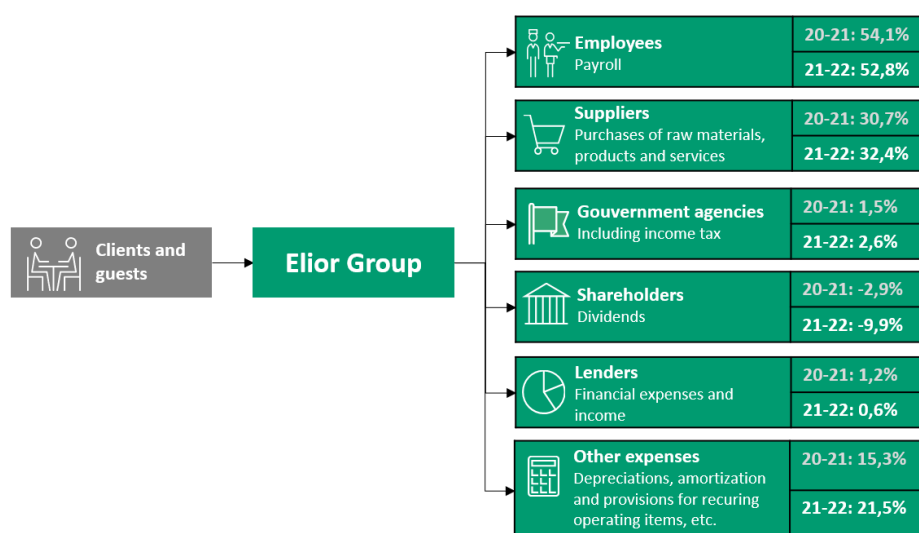 Clients and
guests
Elior Group
Employees
Payroll
20-21: 54,1%
21-22: 52,8%
Suppliers
Purchases of raw materials,
products and services
20-21: 30,7%
21-22: 32,4%
Gouvernment agencies
Including income tax
20-21: 1,5%
21-22: 2,6%
Shareholders
Dividends
20-21: -2,9%
21-22: -9,9%
Lenders
Financial expenses and
income
20-21: 1,2%
21-22: 0,6%
Other expenses
Depreciations, amortization
and provisions for recuring
operating items, etc.
20-21: 15,3%
21-22: 21,5%